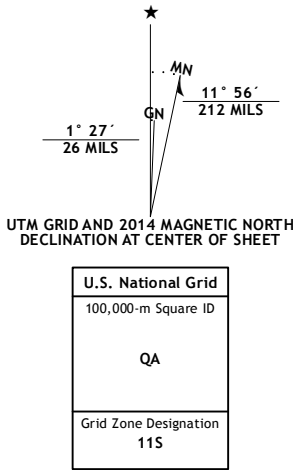 ★
MN
GN
11° 56´
212 MILS
1° 27´
26 MILS
UTM GRID AND 2014 MAGNETIC NORTH
DECLINATION AT CENTER OF SHEET
U.S. National Grid
100,000-m Square ID
QA
Grid Zone Designation
11S